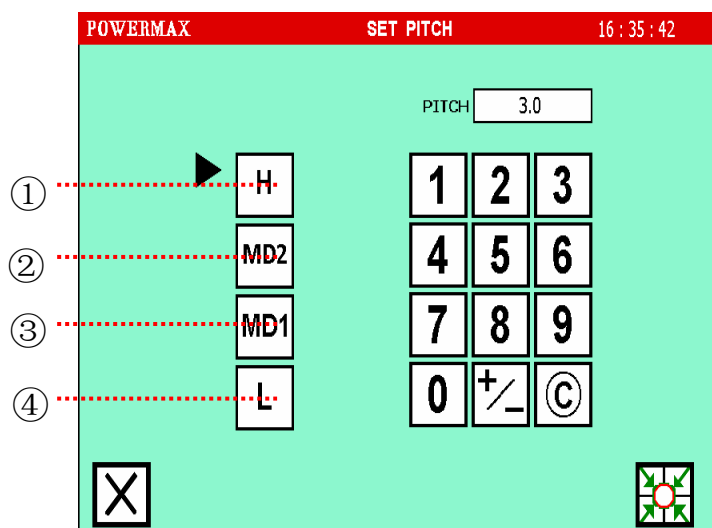 POWERMAX SET PITCH 16:35:42
PITCH 3.0
① H 1 2 3
② MD2 4 5 6
③ MD1 7 8 9
④ L 0 +/- C
X